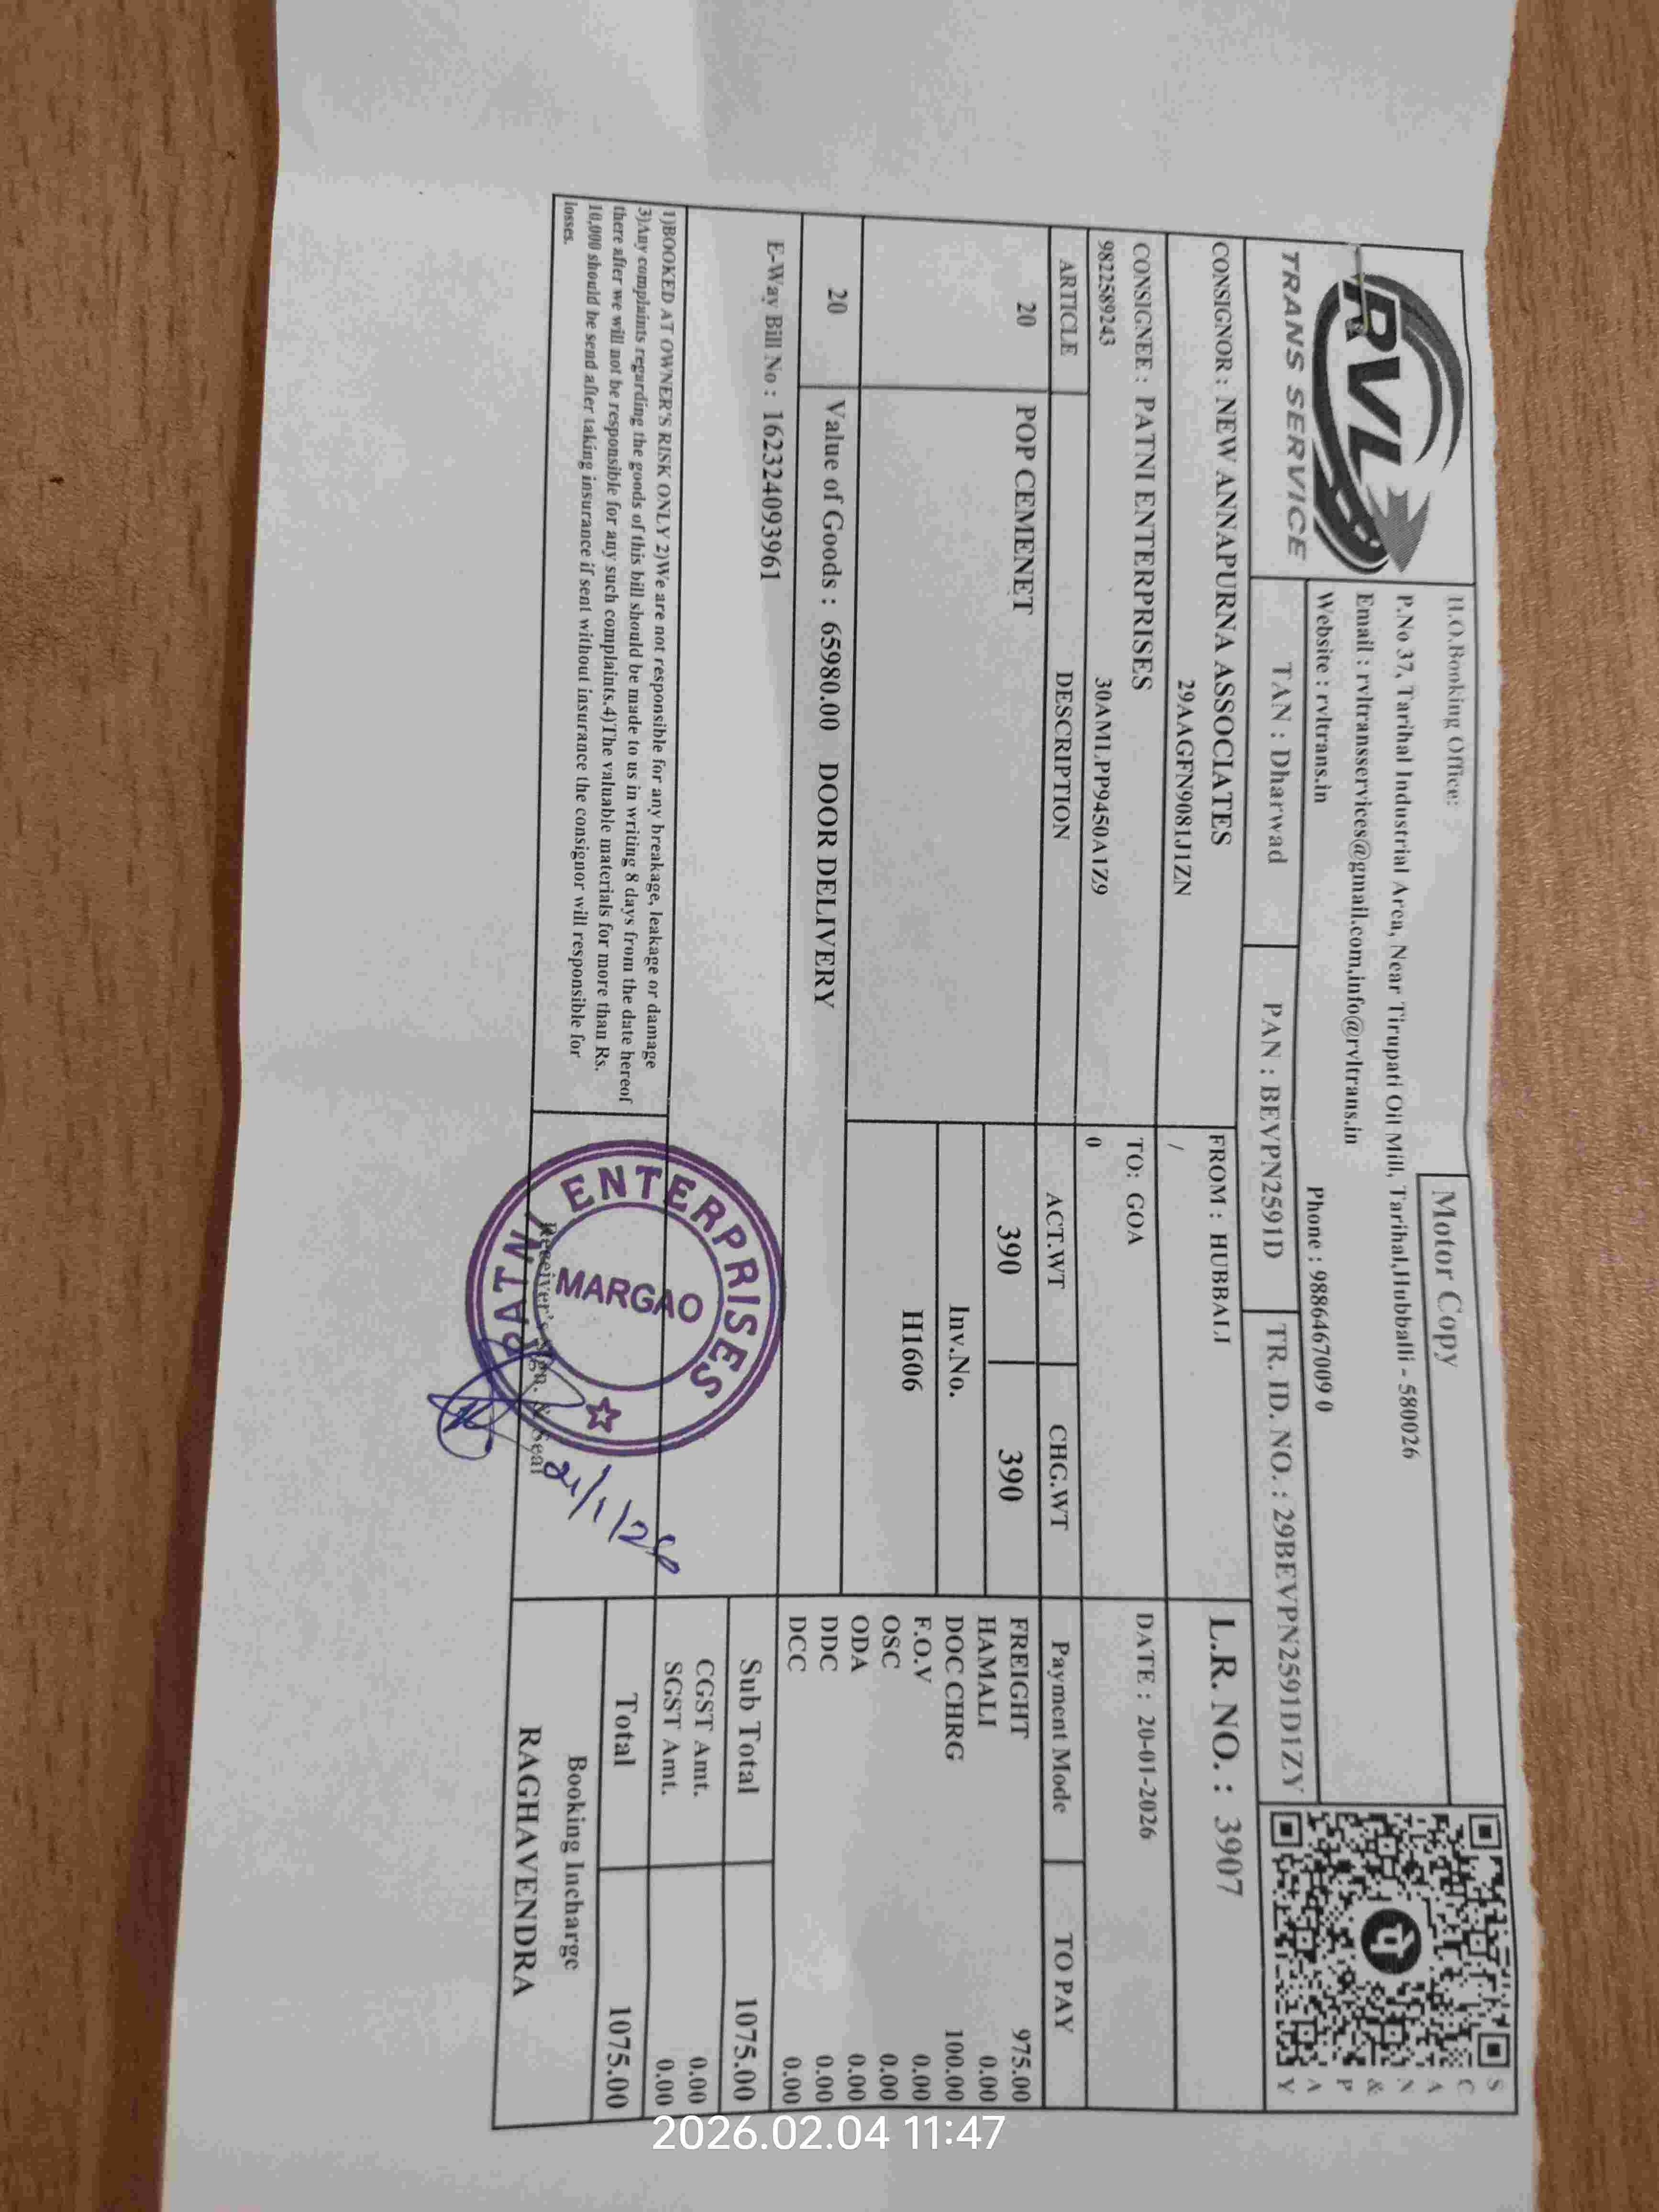 RVL
TRANS SERVICE
Motor Copy
H.O.Booking Office:
P.No 37, Tarihal Industrial Area, Near Tirupati Oil Mill, Tarihal,Hubballi - 580026
Email : rvltransservices@gmail.com,info@rvltrans.in
Website : rvltrans.in Phone : 9886467009 0
SCAN & PAY
TAN : Dharwad PAN : BEVPN2591D TR. ID. NO. : 29BEVPN2591D1ZY
CONSIGNOR : NEW ANNAPURNA ASSOCIATES FROM : HUBBALI L.R. NO. : 3907
29AAGFN9081J1ZN /
CONSIGNEE : PATNI ENTERPRISES TO: GOA DATE : 20-01-2026
9822589243 30AMLPP9450A1Z9 0
ARTICLE DESCRIPTION ACT.WT CHG.WT Payment Mode TO PAY
20 POP CEMENET 390 390 FREIGHT 975.00
HAMALI 0.00
Inv.No. DOC CHRG 100.00
H1606 F.O.V 0.00
OSC 0.00
ODA 0.00
20 Value of Goods : 65980.00 DOOR DELIVERY DDC 0.00
DCC 0.00
E-Way Bill No : 162324093961 Sub Total 1075.00
CGST Amt. 0.00
SGST Amt. 0.00
Total 1075.00
1)BOOKED AT OWNER'S RISK ONLY 2)We are not responsible for any breakage, leakage or damage
3)Any complaints regarding the goods of this bill should be made to us in writing 8 days from the date hereof
there after we will not be responsible for any such complaints.4)The valuable materials for more than Rs.
10,000 should be send after taking insurance if sent without insurance the consignor will responsible for
losses.
PATNI ENTERPRISES
MARGAO
21/1/26
Receiver's Sign. & Seal
Booking Incharge
RAGHAVENDRA
2026.02.04 11:47